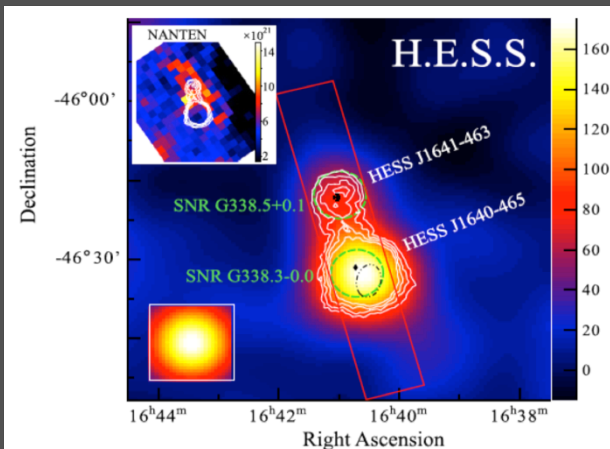 NANTEN
×10²¹
14
10
6
2
H.E.S.S.
HESS J1641-463
HESS J1640-465
SNR G338.5+0.1
SNR G338.3-0.0
Declination
-46°00'
-46°30'
16ʰ44ᵐ
16ʰ42ᵐ
16ʰ40ᵐ
16ʰ38ᵐ
Right Ascension
160
140
120
100
80
60
40
20
0